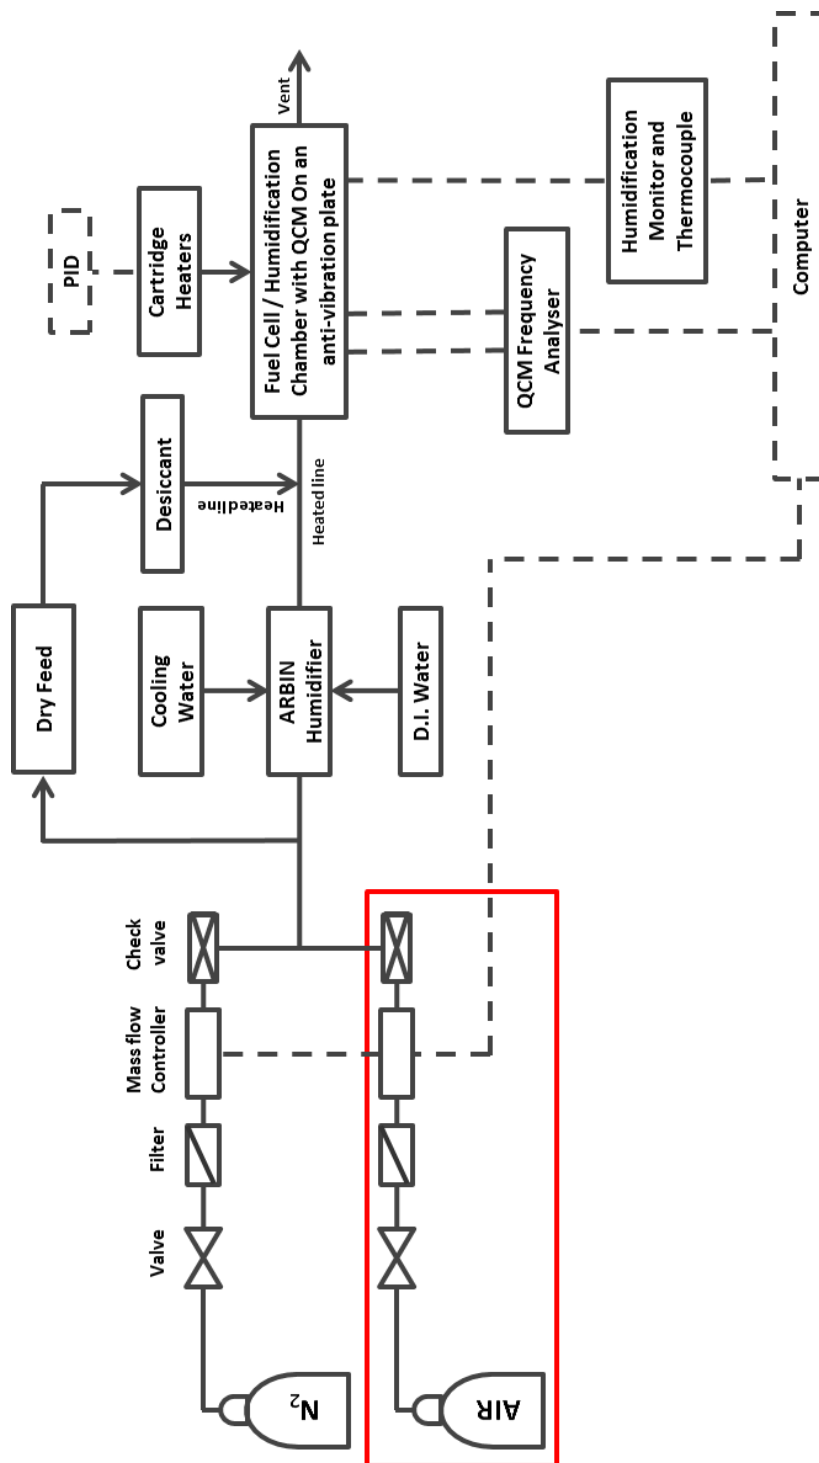 N2
AIR
Valve
Filter
Mass flow
Controller
Check
valve
Dry Feed
Cooling
Water
ARBIN
Humidifier
D.I. Water
Desiccant
Heatedline
Heated line
PID
Cartridge
Heaters
Fuel Cell / Humidification
Chamber with QCM On an
anti-vibration plate
Vent
QCM Frequency
Analyser
Humidification
Monitor and
Thermocouple
Computer